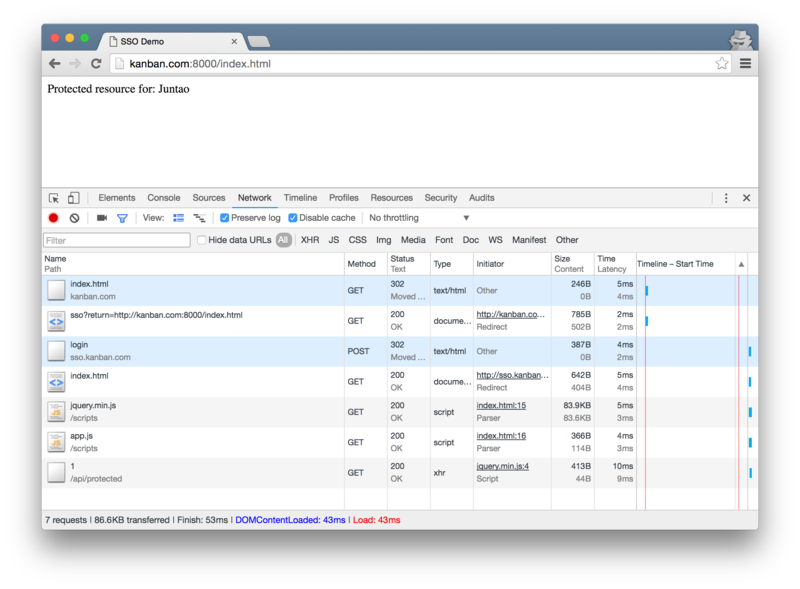 SSO Demo
kanban.com:8000/index.html
Protected resource for: Juntao
Elements Console Sources Network Timeline Profiles Resources Security Audits
View: Preserve log Disable cache No throttling
Filter Hide data URLs All XHR JS CSS Img Media Font Doc WS Manifest Other
Name Method Status Type Initiator Size Time Timeline – Start Time
Path Text Content Latency
index.html GET 302 text/html Other 246B 5ms
kanban.com Moved ... 0B 4ms
sso?return=http://kanban.com:8000/index.html GET 200 docume... http://kanban.co... 785B 2ms
OK Redirect 502B 2ms
login POST 302 text/html Other 387B 4ms
sso.kanban.com Moved ... 0B 2ms
index.html GET 200 docume... http://sso.kanban... 642B 5ms
OK Redirect 404B 4ms
jquery.min.js GET 200 script index.html:15 83.9KB 5ms
/scripts OK Parser 83.6KB 3ms
app.js GET 200 script index.html:16 366B 4ms
/scripts OK Parser 114B 3ms
1 GET 200 xhr jquery.min.js:4 413B 10ms
/api/protected OK Script 44B 9ms
7 requests | 86.6KB transferred | Finish: 53ms | DOMContentLoaded: 43ms | Load: 43ms